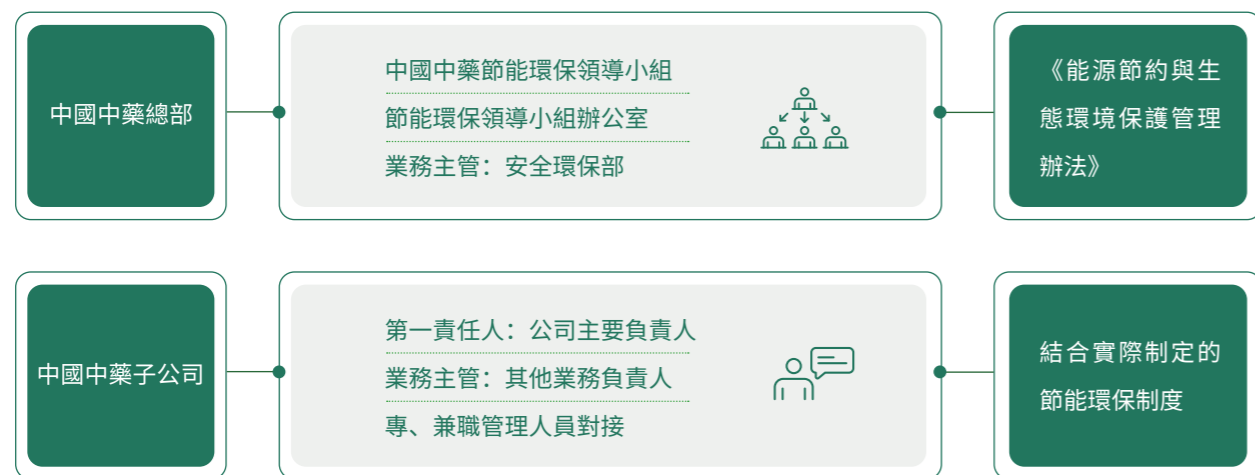 中國中藥總部
中國中藥節能環保領導小組
節能環保領導小組辦公室
業務主管：安全環保部
《能源節約與生
態環境保護管理
辦法》
中國中藥子公司
第一責任人：公司主要負責人
業務主管：其他業務負責人
專、兼職管理人員對接
結合實際制定的
節能環保制度